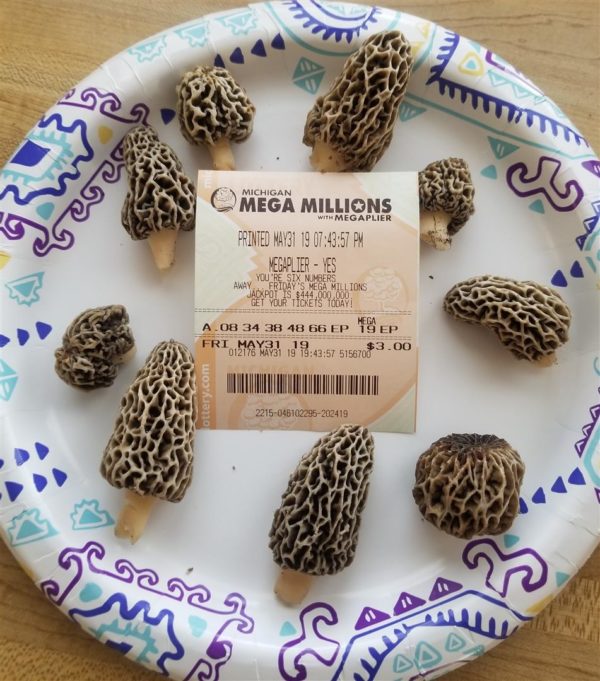 MICHIGAN
MEGA MILLIONS
WITH MEGAPLIER
PRINTED MAY31 19 07:43:57 PM
MEGAPLIER - YES
YOU'RE SIX NUMBERS
AWAY. FRIDAY'S MEGA MILLIONS
JACKPOT IS $444,000,000.
GET YOUR TICKETS TODAY!
MEGA
A.08 34 38 48 66 EP 19 EP
FRI MAY31 19 $3.00
012176 MAY31 19 19:43:57 5156700
2215-046102295-202419
ottery.com